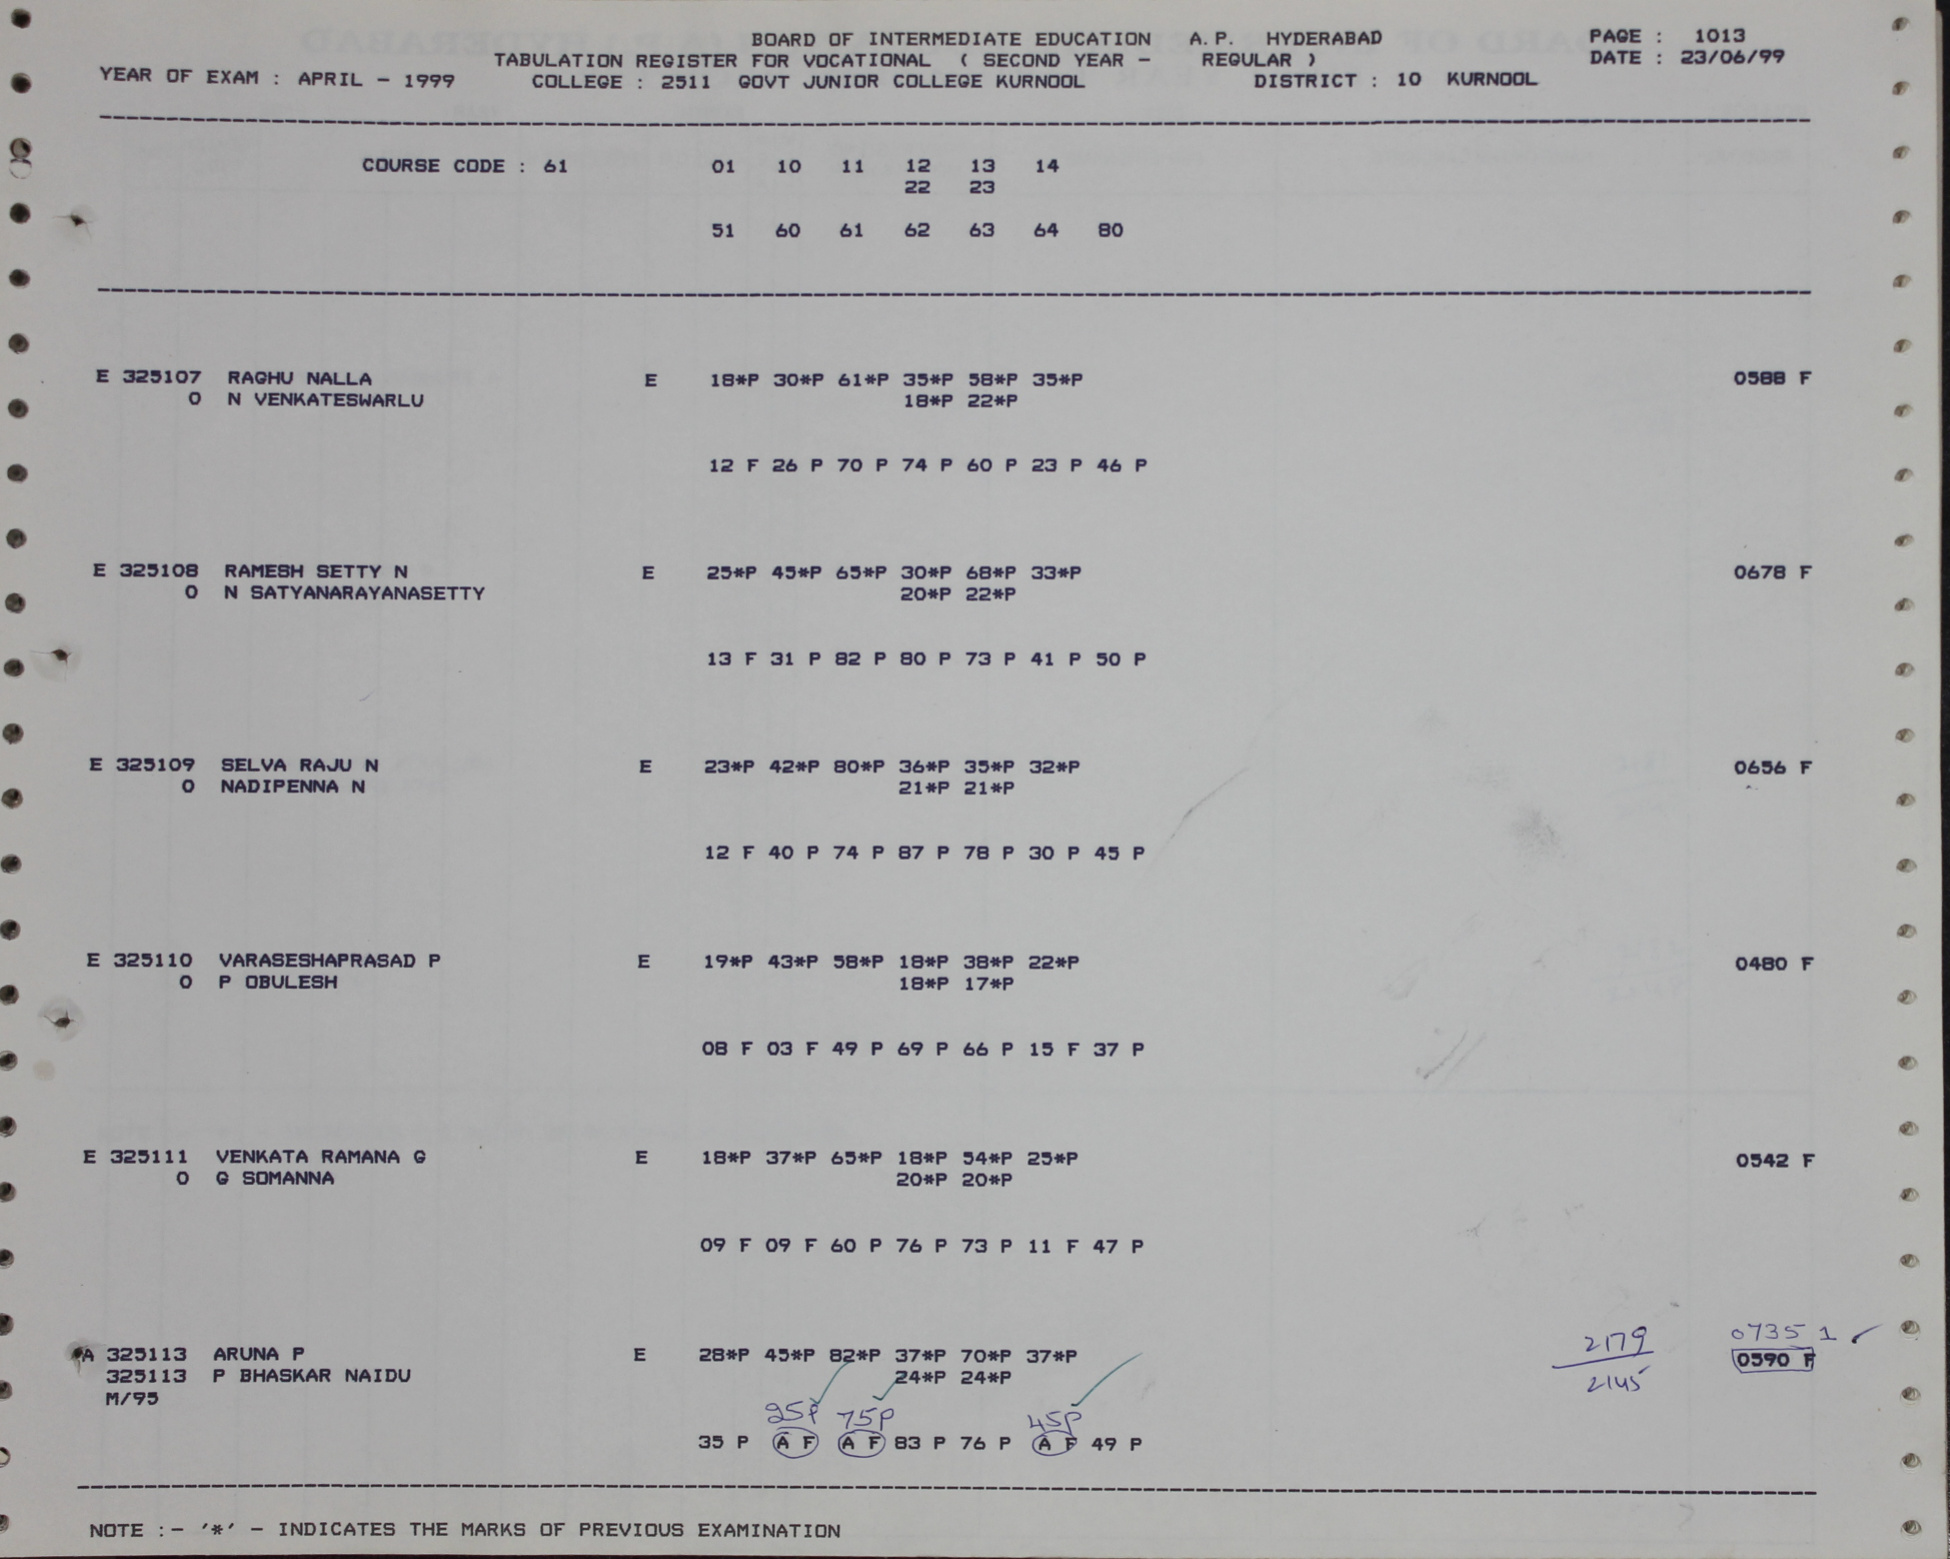 BOARD OF INTERMEDIATE EDUCATION A.P. HYDERABAD PAGE : 1013
TABULATION REGISTER FOR VOCATIONAL ( SECOND YEAR - REGULAR ) DATE : 23/06/99
YEAR OF EXAM : APRIL - 1999 COLLEGE : 2511 GOVT JUNIOR COLLEGE KURNOOL DISTRICT : 10 KURNOOL
COURSE CODE : 61 01 10 11 12 13 14
22 23
51 60 61 62 63 64 80
E 325107 RAGHU NALLA E 18*P 30*P 61*P 35*P 58*P 35*P 0588 F
0 N VENKATESWARLU 18*P 22*P
12 F 26 P 70 P 74 P 60 P 23 P 46 P
E 325108 RAMESH SETTY N E 25*P 45*P 65*P 30*P 68*P 33*P 0678 F
0 N SATYANARAYANASETTY 20*P 22*P
13 F 31 P 82 P 80 P 73 P 41 P 50 P
E 325109 SELVA RAJU N E 23*P 42*P 80*P 36*P 35*P 32*P 0656 F
0 NADIPENNA N 21*P 21*P
12 F 40 P 74 P 87 P 78 P 30 P 45 P
E 325110 VARASESHAPRASAD P E 19*P 43*P 58*P 18*P 38*P 22*P 0480 F
0 P OBULESH 18*P 17*P
08 F 03 F 49 P 69 P 66 P 15 F 37 P
E 325111 VENKATA RAMANA G E 18*P 37*P 65*P 18*P 54*P 25*P 0542 F
0 G SOMANNA 20*P 20*P
09 F 09 F 60 P 76 P 73 P 11 F 47 P
2179 0735 1
A 325113 ARUNA P E 28*P 45*P 82*P 37*P 70*P 37*P 0590 F
325113 P BHASKAR NAIDU 24*P 24*P 2145
M/95
25P 75P 45P
35 P A F A F 83 P 76 P A F 49 P
NOTE :- '*' - INDICATES THE MARKS OF PREVIOUS EXAMINATION